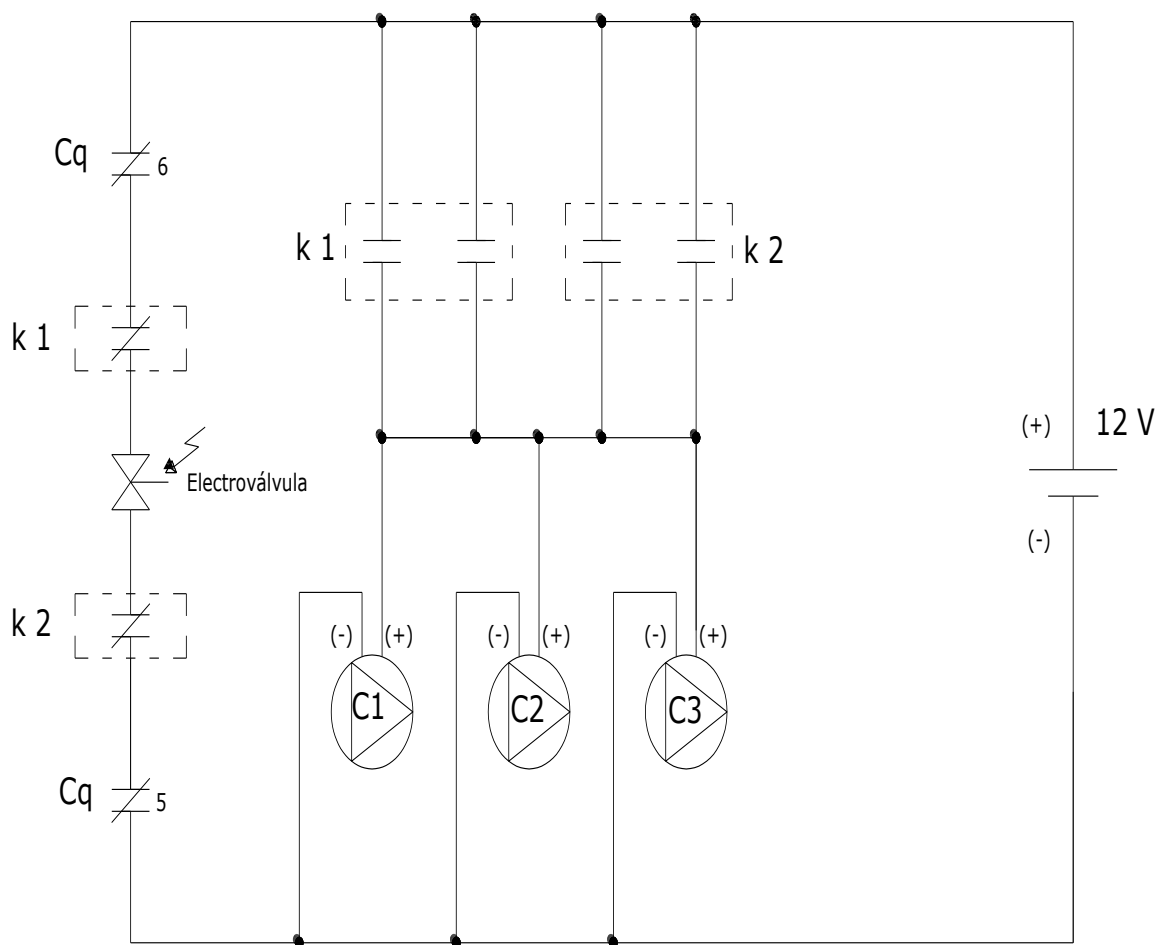 Cq
6
k 1
k 2
k 1
(+)
12 V
Electroválvula
(-)
k 2
(-)
(+)
(-)
(+)
(-)
(+)
C1
C2
C3
Cq
5